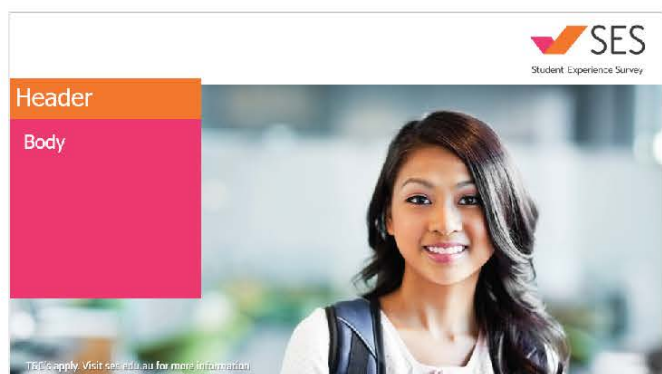 SES
Student Experience Survey
Header
Body
T&C's apply. Visit ses.edu.au for more information